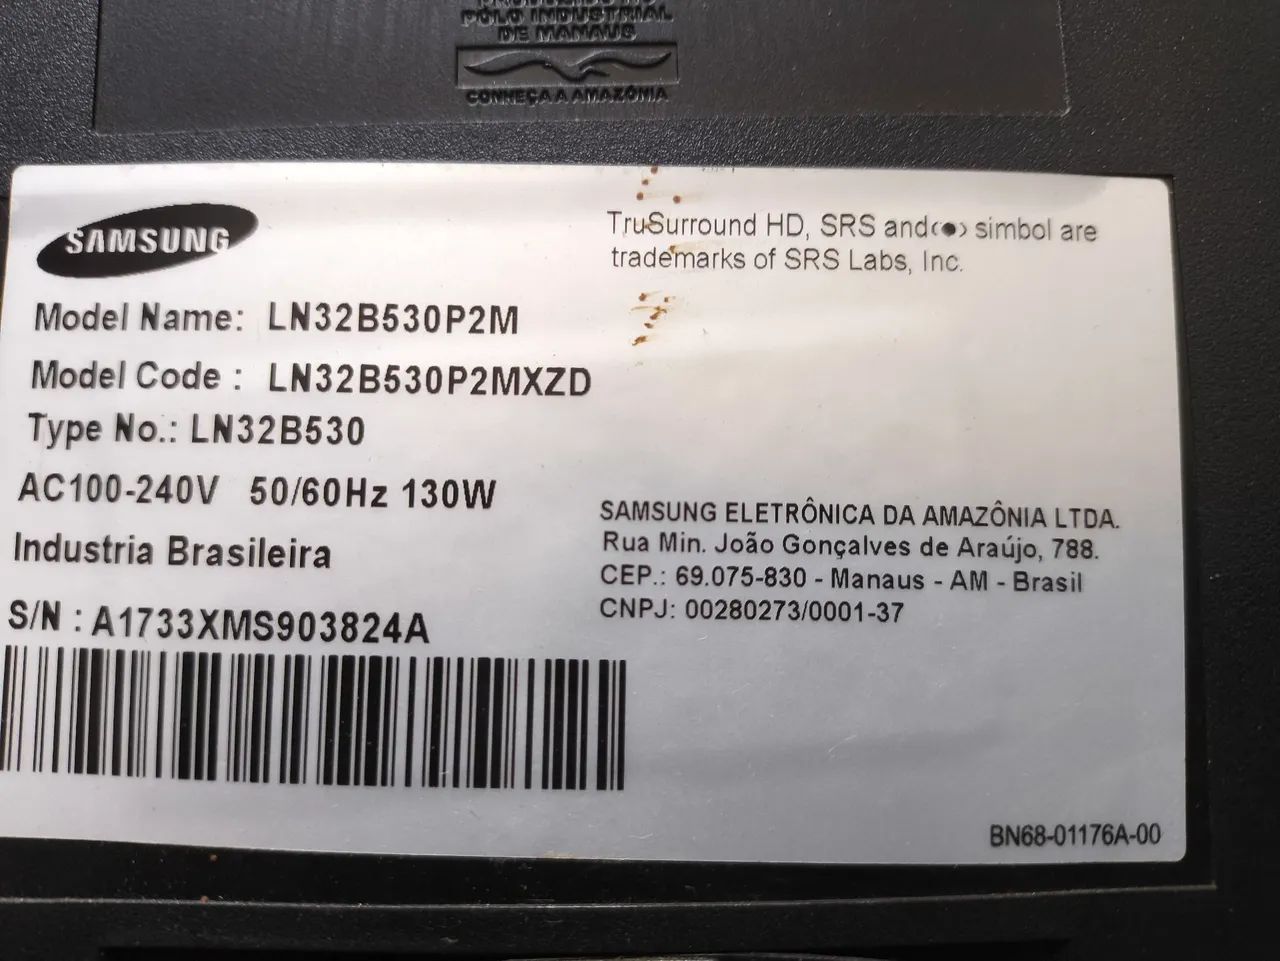 PÓLO INDUSTRIAL
DE MANAUS
CONHEÇA A AMAZÔNIA
SAMSUNG
TruSurround HD, SRS and (●) simbol are
trademarks of SRS Labs, Inc.
Model Name: LN32B530P2M
Model Code : LN32B530P2MXZD
Type No.: LN32B530
AC100-240V 50/60Hz 130W
Industria Brasileira
S/N : A1733XMS903824A
SAMSUNG ELETRÔNICA DA AMAZÔNIA LTDA.
Rua Min. João Gonçalves de Araújo, 788.
CEP.: 69.075-830 - Manaus - AM - Brasil
CNPJ: 00280273/0001-37
BN68-01176A-00